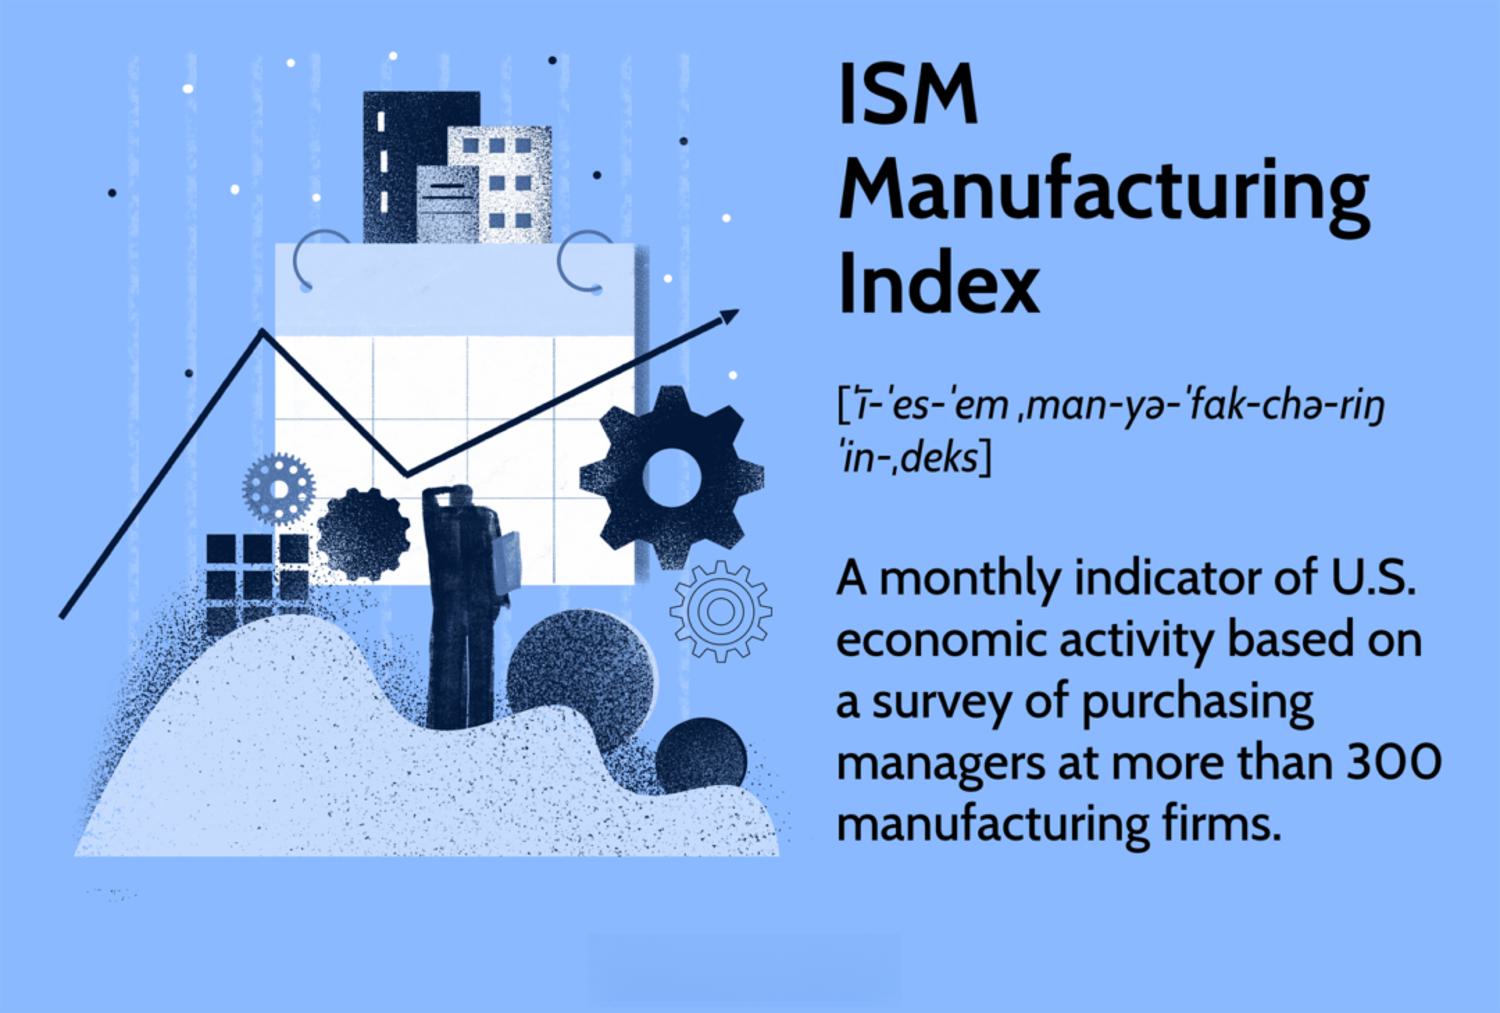 ISM
Manufacturing
Index
[ˈī-ˈes-ˈem ˌman-yə-ˈfak-chə-riŋ
ˈin-ˌdeks]
A monthly indicator of U.S.
economic activity based on
a survey of purchasing
managers at more than 300
manufacturing firms.